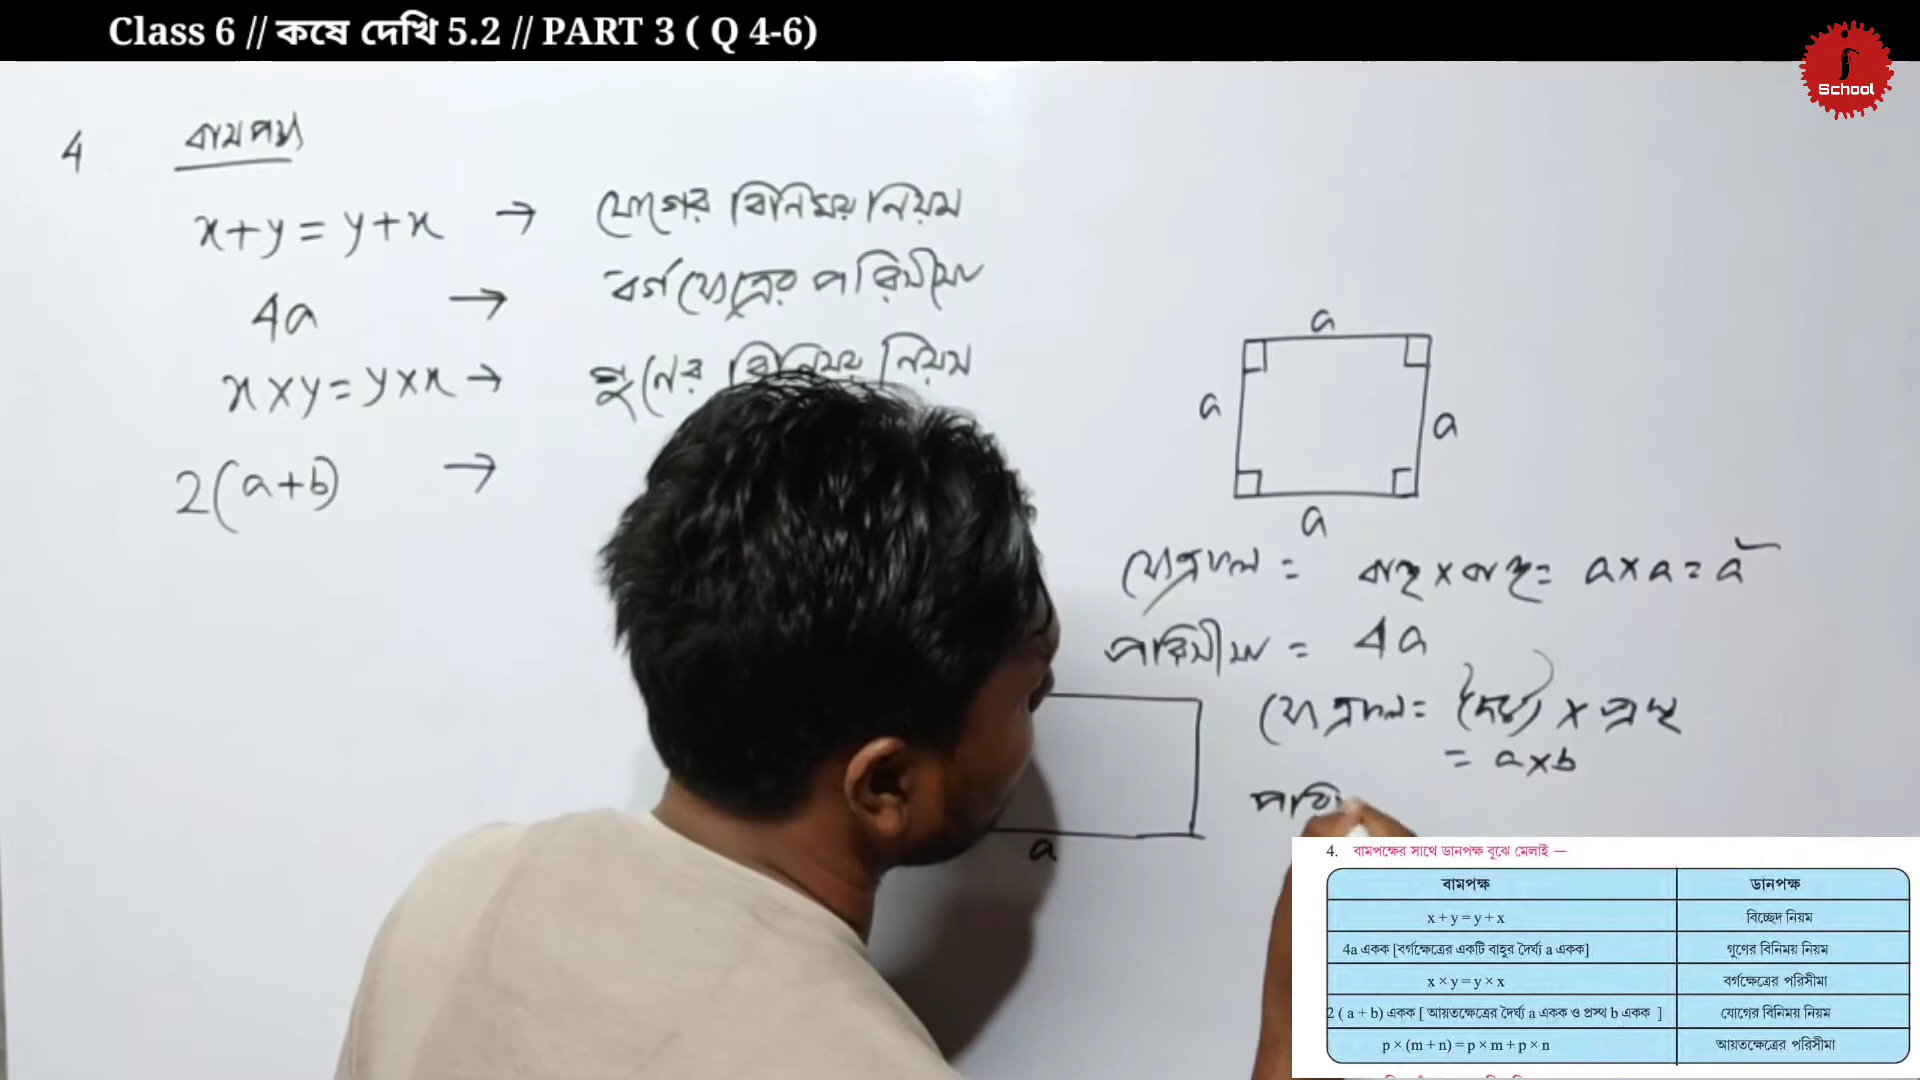 Class 6 // কষে দেখি 5.2 // PART 3 ( Q 4-6)
School
4 বামপক্ষ
x+y = y+x → যোগের বিনিময় নিয়ম
4a → বর্গক্ষেত্রের পরিসীমা
x×y = y×x → গুনের বিনিময় নিয়ম
2(a+b) →
a
a
a
a
ক্ষেত্রফল = বাহু × বাহু = a×a = a²
পরিসীমা = 4a
ক্ষেত্রফল = দৈর্ঘ্য × প্রস্থ
= a×b
a
4. বামপক্ষের সাথে ডানপক্ষ বুঝে মেলাই —
বামপক্ষ ডানপক্ষ
x + y = y + x বিচ্ছেদ নিয়ম
4a একক [বর্গক্ষেত্রের একটি বাহুর দৈর্ঘ্য a একক] গুণের বিনিময় নিয়ম
x × y = y × x বর্গক্ষেত্রের পরিসীমা
2 ( a + b) একক [ আয়তক্ষেত্রের দৈর্ঘ্য a একক ও প্রস্থ b একক ] যোগের বিনিময় নিয়ম
p × (m + n) = p × m + p × n আয়তক্ষেত্রের পরিসীমা